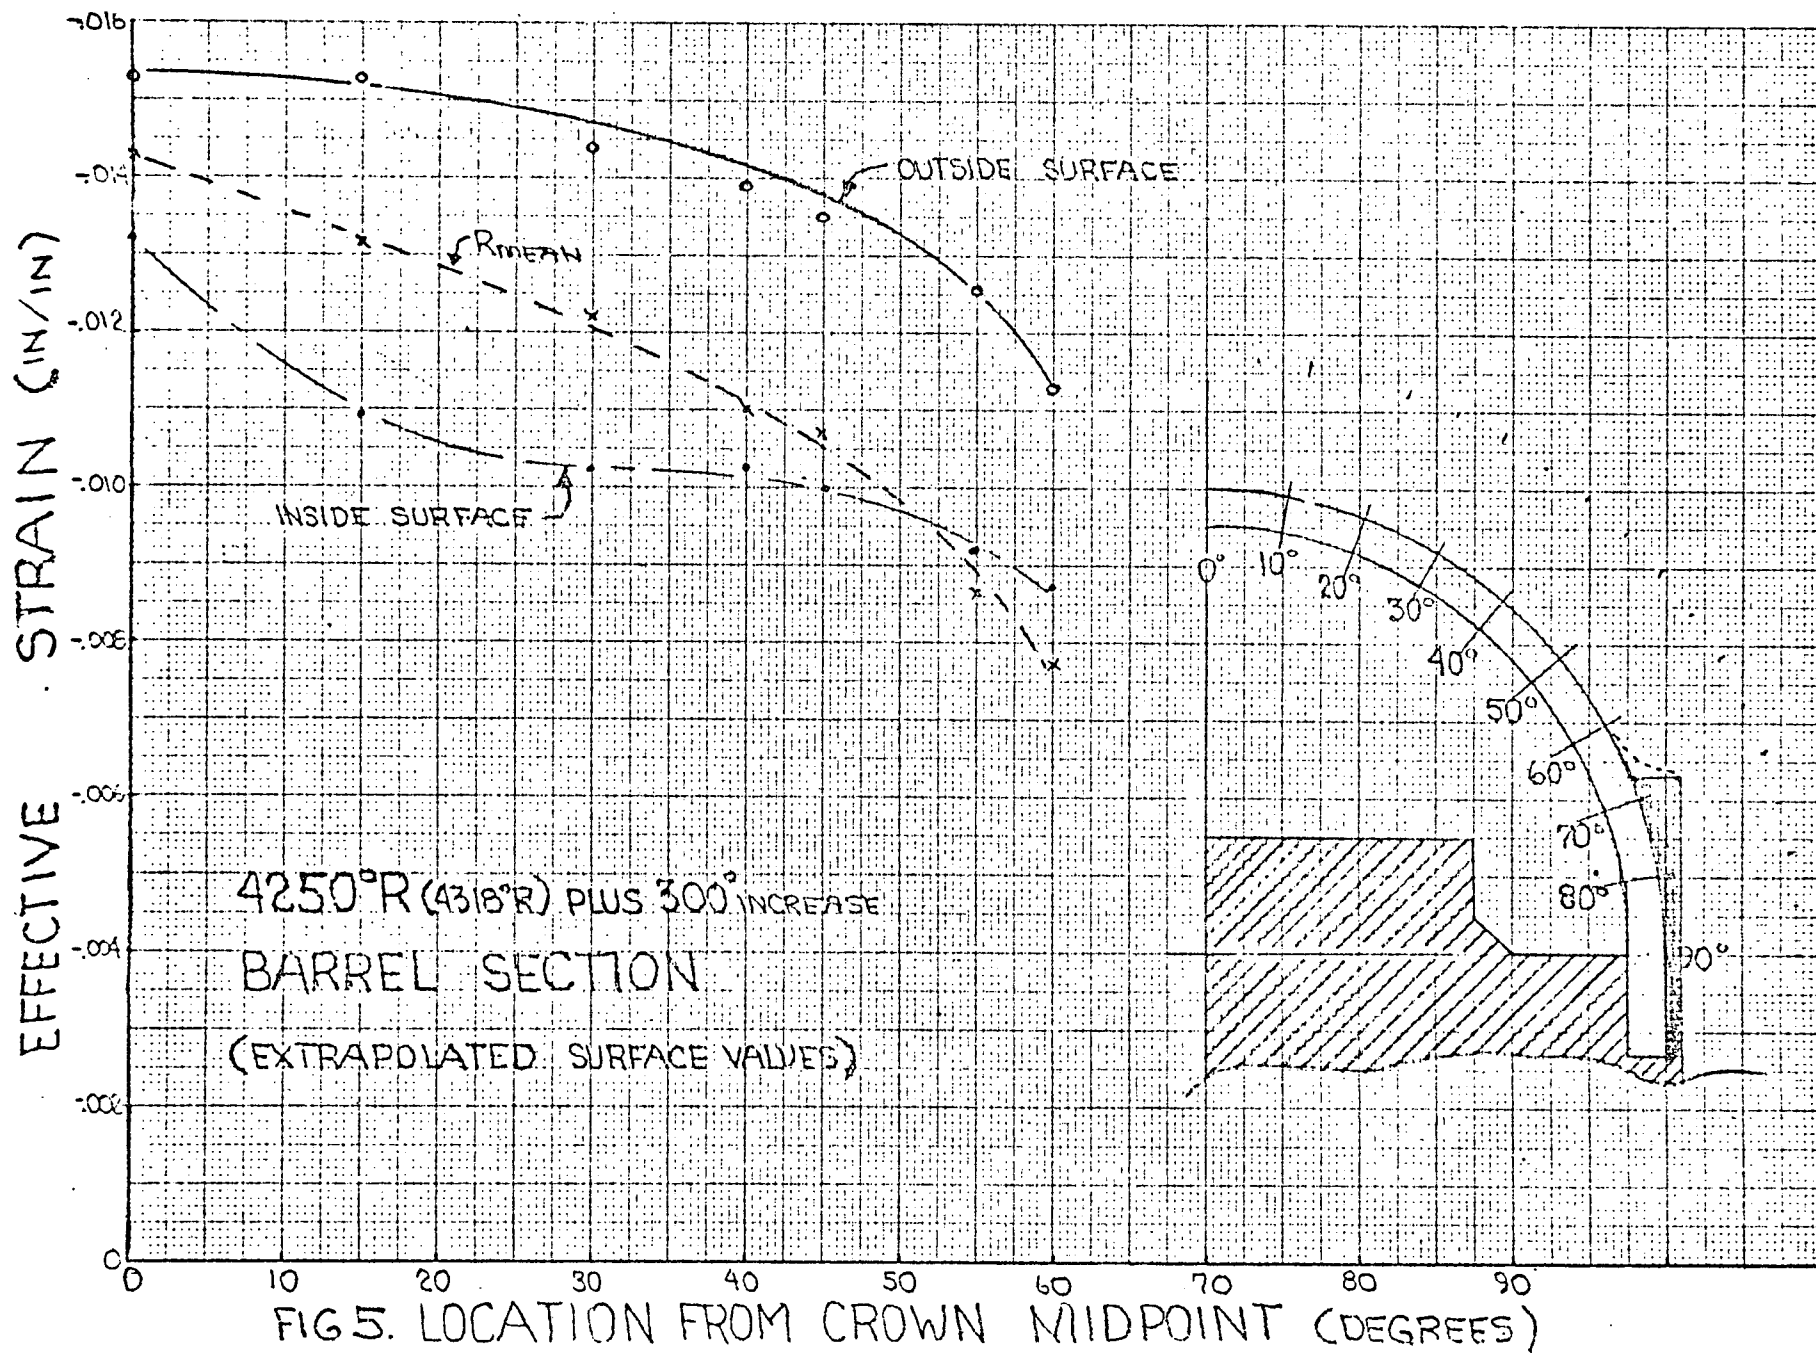 -.016
-.014
-.012
-.010
-.008
-.006
-.004
-.002
0
EFFECTIVE STRAIN (IN/IN)
OUTSIDE SURFACE
RMEAN
INSIDE SURFACE
0° 10° 20° 30° 40° 50° 60° 70° 80° 90°
4250°R (4318°R) PLUS 300° INCREASE
BARREL SECTION
(EXTRAPOLATED SURFACE VALUES)
0 10 20 30 40 50 60 70 80 90
FIG 5. LOCATION FROM CROWN MIDPOINT (DEGREES)